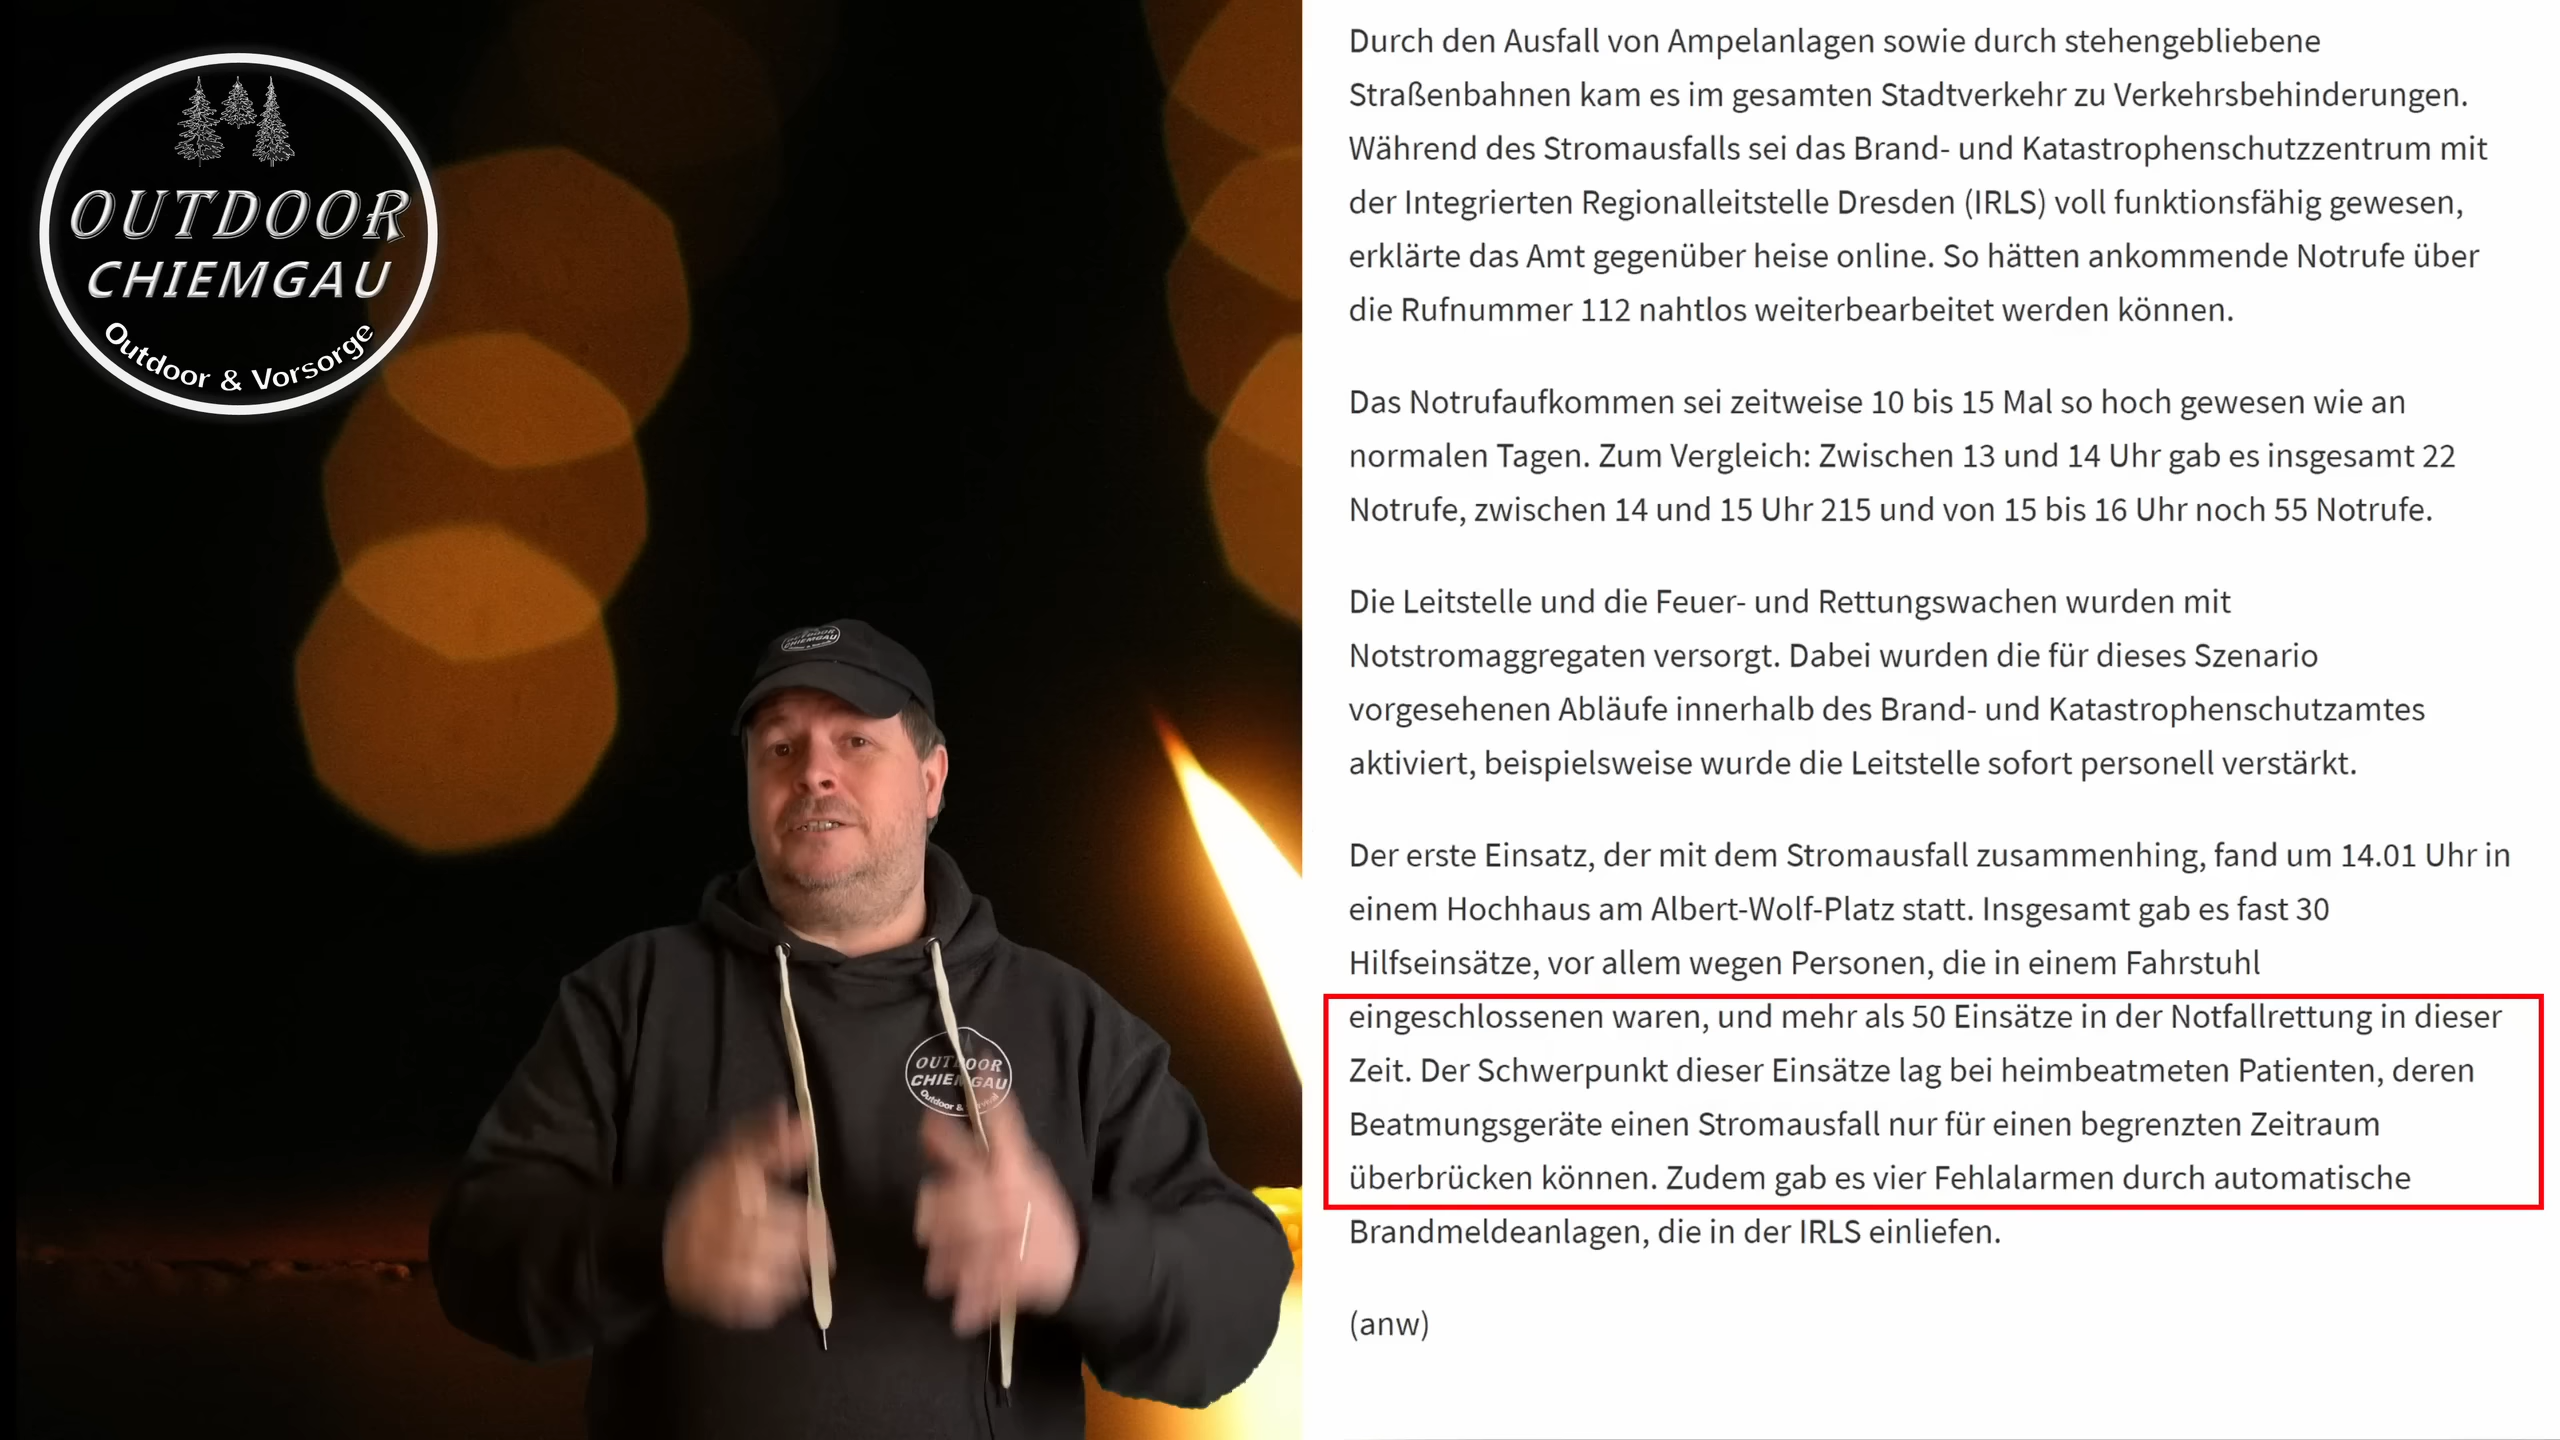 OUTDOOR
CHIEMGAU
Outdoor & Vorsorge
OUTDOOR
CHIEMGAU
OUTDOOR
CHIEMGAU
Outdoor &
Durch den Ausfall von Ampelanlagen sowie durch stehengebliebene
Straßenbahnen kam es im gesamten Stadtverkehr zu Verkehrsbehinderungen.
Während des Stromausfalls sei das Brand- und Katastrophenschutzzentrum mit
der Integrierten Regionalleitstelle Dresden (IRLS) voll funktionsfähig gewesen,
erklärte das Amt gegenüber heise online. So hätten ankommende Notrufe über
die Rufnummer 112 nahtlos weiterbearbeitet werden können.
Das Notrufaufkommen sei zeitweise 10 bis 15 Mal so hoch gewesen wie an
normalen Tagen. Zum Vergleich: Zwischen 13 und 14 Uhr gab es insgesamt 22
Notrufe, zwischen 14 und 15 Uhr 215 und von 15 bis 16 Uhr noch 55 Notrufe.
Die Leitstelle und die Feuer- und Rettungswachen wurden mit
Notstromaggregaten versorgt. Dabei wurden die für dieses Szenario
vorgesehenen Abläufe innerhalb des Brand- und Katastrophenschutzamtes
aktiviert, beispielsweise wurde die Leitstelle sofort personell verstärkt.
Der erste Einsatz, der mit dem Stromausfall zusammenhing, fand um 14.01 Uhr in
einem Hochhaus am Albert-Wolf-Platz statt. Insgesamt gab es fast 30
Hilfseinsätze, vor allem wegen Personen, die in einem Fahrstuhl
eingeschlossenen waren, und mehr als 50 Einsätze in der Notfallrettung in dieser
Zeit. Der Schwerpunkt dieser Einsätze lag bei heimbeatmeten Patienten, deren
Beatmungsgeräte einen Stromausfall nur für einen begrenzten Zeitraum
überbrücken können. Zudem gab es vier Fehlalarmen durch automatische
Brandmeldeanlagen, die in der IRLS einliefen.
(anw)